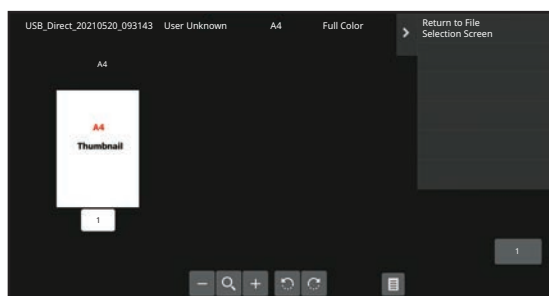 USB_Direct_20210520_093143 User Unknown A4 Full Color
Return to File
Selection Screen
A4
A4
Thumbnail
1
1